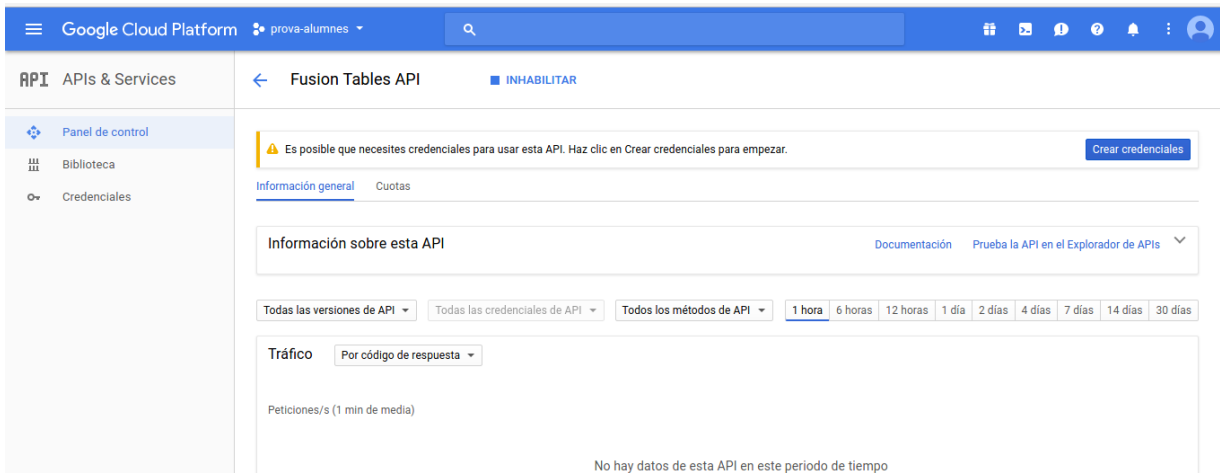 Google Cloud Platform prova-alumnes
API APIs & Services
Fusion Tables API INHABILITAR
Panel de control
Biblioteca
Credenciales
Es posible que necesites credenciales para usar esta API. Haz clic en Crear credenciales para empezar. Crear credenciales
Información general Cuotas
Información sobre esta API Documentación Prueba la API en el Explorador de APIs
Todas las versiones de API Todas las credenciales de API Todos los métodos de API 1 hora 6 horas 12 horas 1 día 2 días 4 días 7 días 14 días 30 días
Tráfico Por código de respuesta
Peticiones/s (1 min de media)
No hay datos de esta API en este periodo de tiempo